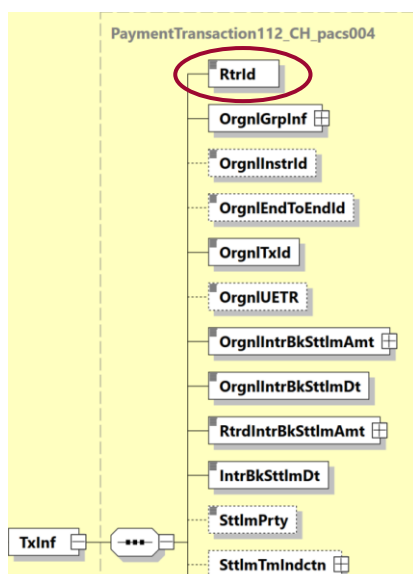 PaymentTransaction112_CH_pacs004
RtrId
OrgnlGrpInf
OrgnlInstrId
OrgnlEndToEndId
OrgnlTxId
OrgnlUETR
OrgnlIntrBkSttlmAmt
OrgnlIntrBkSttlmDt
RtrdIntrBkSttlmAmt
IntrBkSttlmDt
SttlmPrty
TxInf
SttlmTmIndctn